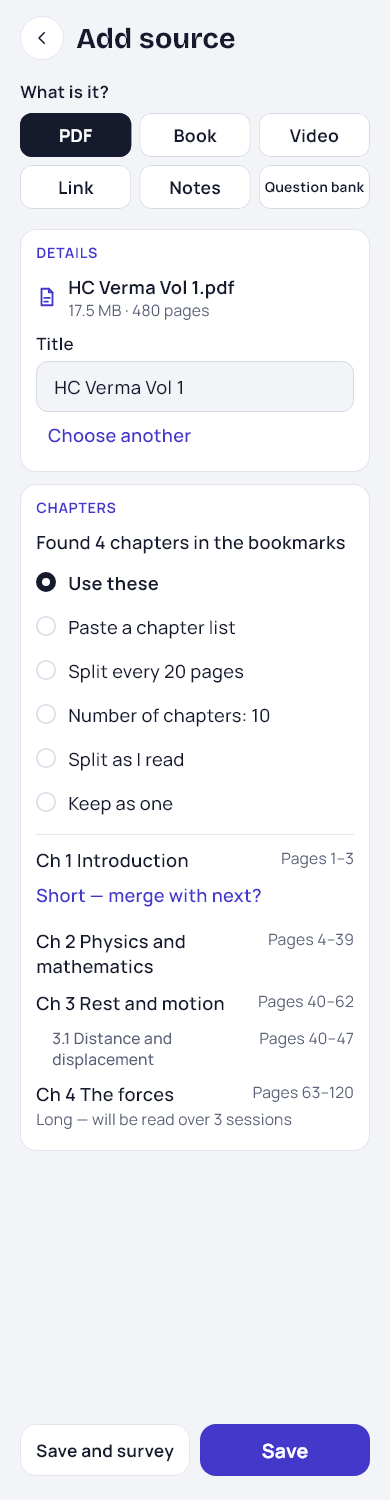 Add source
What is it?
PDF
Book
Video
Link
Notes
Question bank
DETAILS
HC Verma Vol 1.pdf
17.5 MB · 480 pages
Title
HC Verma Vol 1
Choose another
CHAPTERS
Found 4 chapters in the bookmarks
Use these
Paste a chapter list
Split every 20 pages
Number of chapters: 10
Split as I read
Keep as one
Ch 1 Introduction
Pages 1–3
Short — merge with next?
Ch 2 Physics and
mathematics
Pages 4–39
Ch 3 Rest and motion
Pages 40–62
3.1 Distance and
displacement
Pages 40–47
Ch 4 The forces
Pages 63–120
Long — will be read over 3 sessions
Save and survey
Save